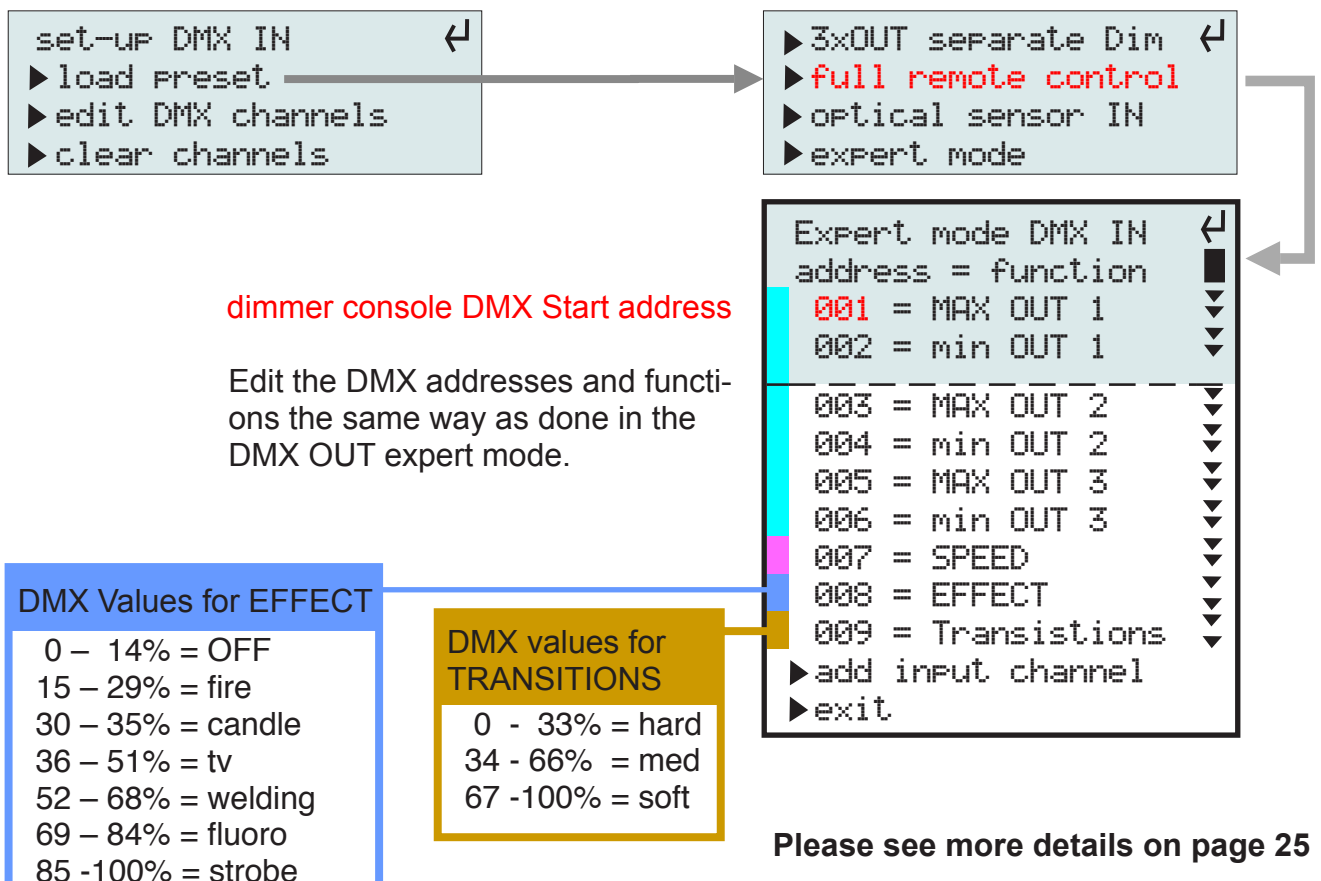 set-up DMX IN
▶load preset
▶edit DMX channels
▶clear channels
▶3xOUT separate Dim
▶full remote control
▶optical sensor IN
▶expert mode
Expert mode DMX IN
address = function
001 = MAX OUT 1
002 = min OUT 1
003 = MAX OUT 2
004 = min OUT 2
005 = MAX OUT 3
006 = min OUT 3
007 = SPEED
008 = EFFECT
009 = Transistions
▶add input channel
▶exit
dimmer console DMX Start address
Edit the DMX addresses and functi-
ons the same way as done in the
DMX OUT expert mode.
DMX Values for EFFECT
0 – 14% = OFF
15 – 29% = fire
30 – 35% = candle
36 – 51% = tv
52 – 68% = welding
69 – 84% = fluoro
85 -100% = strobe
DMX values for
TRANSITIONS
0 - 33% = hard
34 - 66% = med
67 -100% = soft
Please see more details on page 25